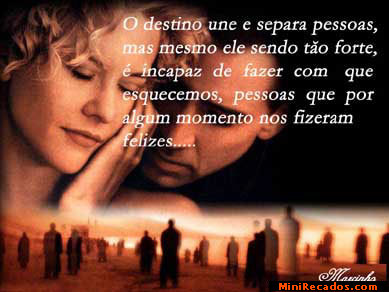 O destino une e separa pessoas,
mas mesmo ele sendo tão forte,
é incapaz de fazer com que
esquecemos, pessoas que por
algum momento nos fizeram
felizes.....
Marcinha
MiniRecados.com